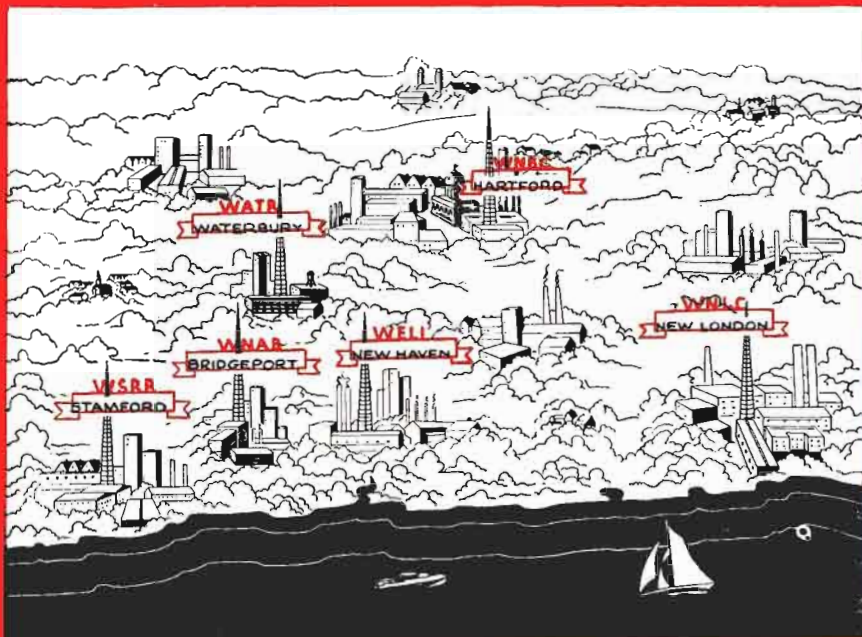 WNBC
HARTFORD
WATR
WATERBURY
WNLC
NEW LONDON
WNAB
BRIDGEPORT
WELI
NEW HAVEN
WSRR
STAMFORD